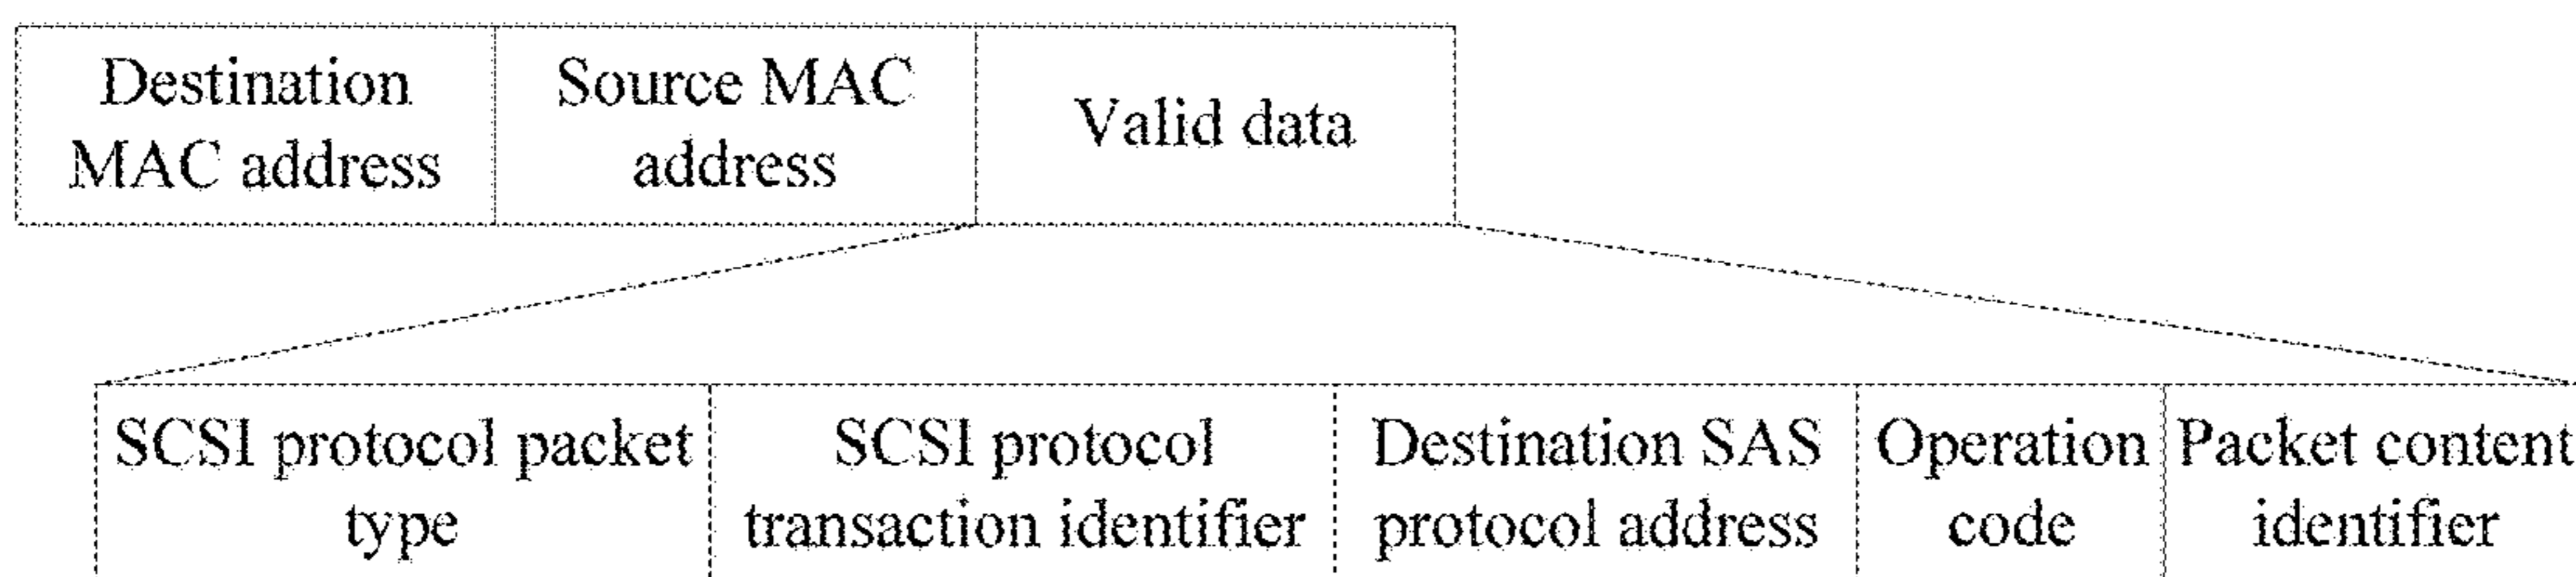 Destination
MAC address
Source MAC
address
Valid data
SCSI protocol packet
type
SCSI protocol
transaction identifier
Destination SAS
protocol address
Operation
code
Packet content
identifier